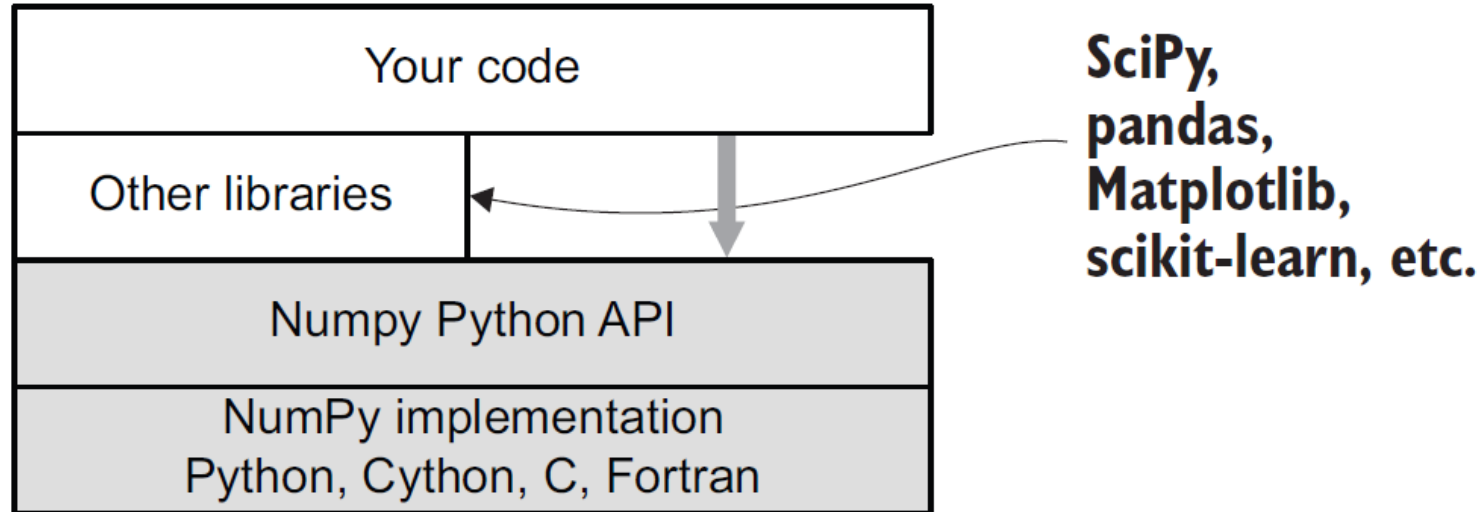 Your code
SciPy,
pandas,
Matplotlib,
scikit-learn, etc.
Other libraries
Numpy Python API
NumPy implementation
Python, Cython, C, Fortran